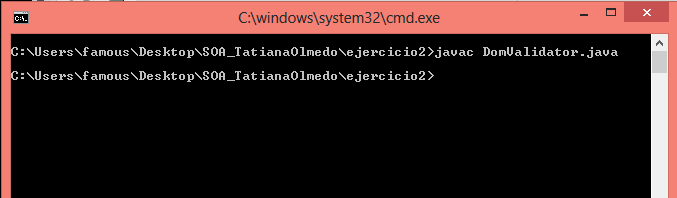 C:\windows\system32\cmd.exe
C:\Users\famous\Desktop\SOA_TatianaOlmedo\ejercicio2>javac DomValidator.java
C:\Users\famous\Desktop\SOA_TatianaOlmedo\ejercicio2>